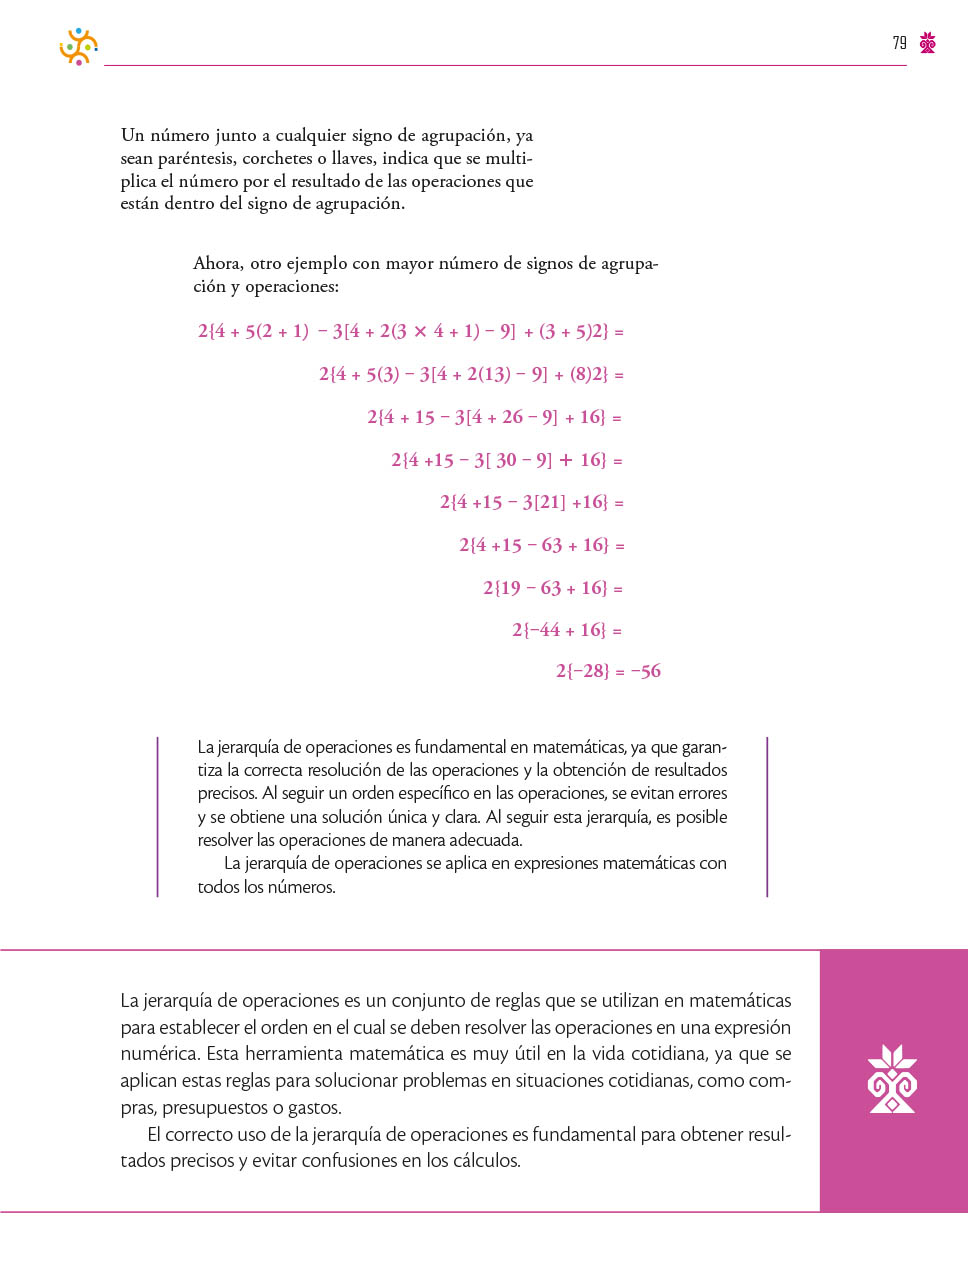 79
Un número junto a cualquier signo de agrupación, ya
sean paréntesis, corchetes o llaves, indica que se multi-
plica el número por el resultado de las operaciones que
están dentro del signo de agrupación.
Ahora, otro ejemplo con mayor número de signos de agrupa-
ción y operaciones:
2{4 + 5(2 + 1) – 3[4 + 2(3 × 4 + 1) – 9] + (3 + 5)2} =
2{4 + 5(3) – 3[4 + 2(13) – 9] + (8)2} =
2{4 + 15 – 3[4 + 26 – 9] + 16} =
2{4 +15 – 3[ 30 – 9] + 16} =
2{4 +15 – 3[21] +16} =
2{4 +15 – 63 + 16} =
2{19 – 63 + 16} =
2{–44 + 16} =
2{–28} = –56
La jerarquía de operaciones es fundamental en matemáticas, ya que garan-
tiza la correcta resolución de las operaciones y la obtención de resultados
precisos. Al seguir un orden específico en las operaciones, se evitan errores
y se obtiene una solución única y clara. Al seguir esta jerarquía, es posible
resolver las operaciones de manera adecuada.
La jerarquía de operaciones se aplica en expresiones matemáticas con
todos los números.
La jerarquía de operaciones es un conjunto de reglas que se utilizan en matemáticas
para establecer el orden en el cual se deben resolver las operaciones en una expresión
numérica. Esta herramienta matemática es muy útil en la vida cotidiana, ya que se
aplican estas reglas para solucionar problemas en situaciones cotidianas, como com-
pras, presupuestos o gastos.
El correcto uso de la jerarquía de operaciones es fundamental para obtener resul-
tados precisos y evitar confusiones en los cálculos.